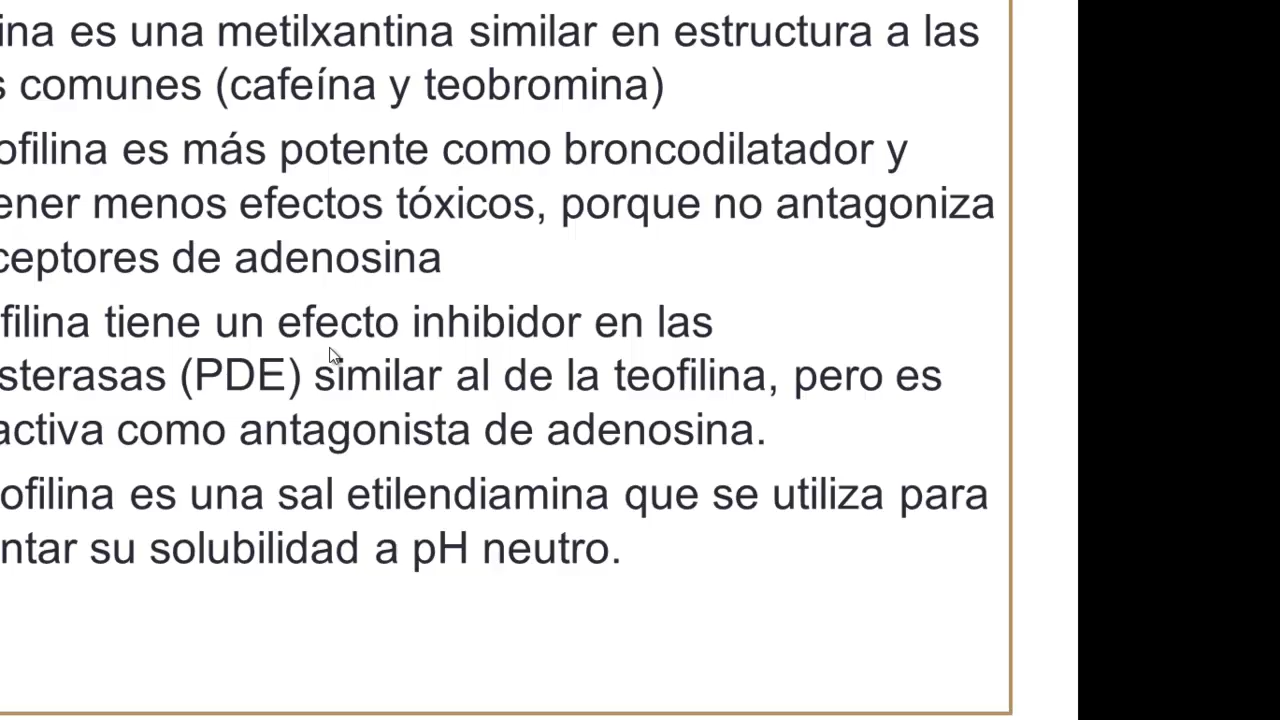 ina es una metilxantina similar en estructura a las
s comunes (cafeína y teobromina)
ofilina es más potente como broncodilatador y
ener menos efectos tóxicos, porque no antagoniza
ceptores de adenosina
filina tiene un efecto inhibidor en las
sterasas (PDE) similar al de la teofilina, pero es
activa como antagonista de adenosina.
ofilina es una sal etilendiamina que se utiliza para
ntar su solubilidad a pH neutro.